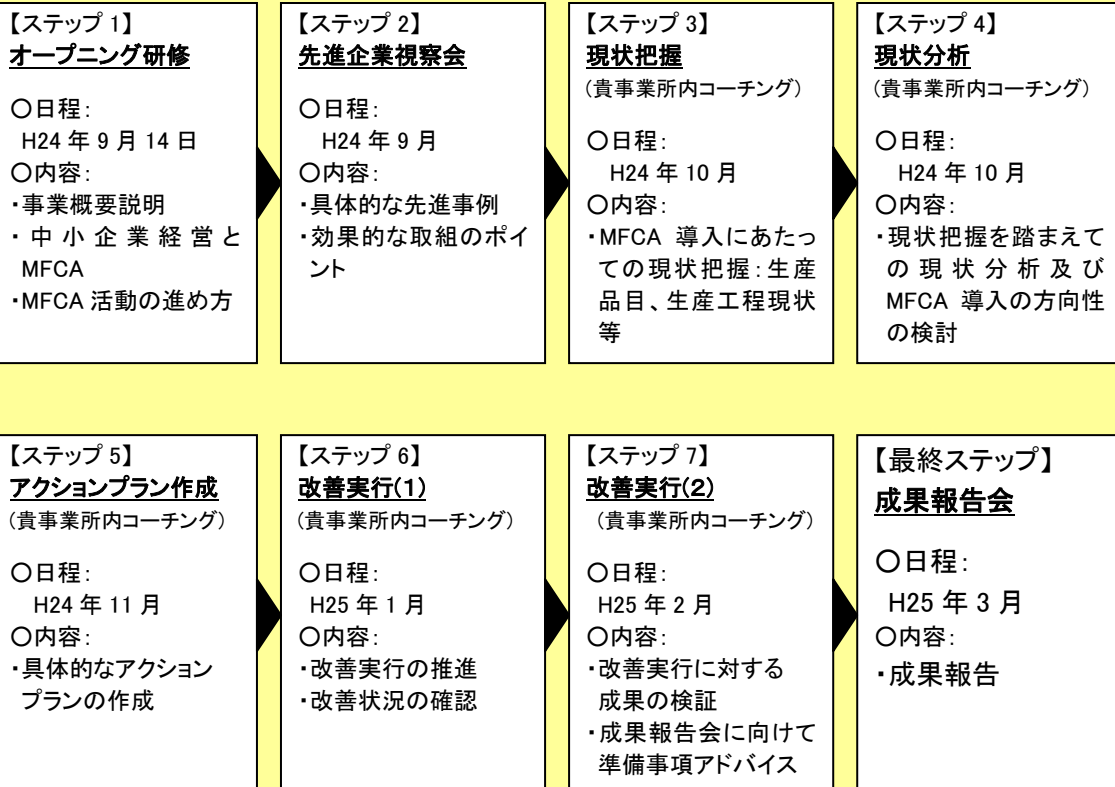 【ステップ 1】
オープニング研修
〇日程:
H24 年 9 月 14 日
〇内容:
・事業概要説明
・中小企業経営と
MFCA
・MFCA 活動の進め方
【ステップ 2】
先進企業視察会
〇日程:
H24 年 9 月
〇内容:
・具体的な先進事例
・効果的な取組のポイ
ント
【ステップ 3】
現状把握
(貴事業所内コーチング)
〇日程:
H24 年 10 月
〇内容:
・MFCA 導入にあたっ
ての現状把握:生産
品目、生産工程現状
等
【ステップ 4】
現状分析
(貴事業所内コーチング)
〇日程:
H24 年 10 月
〇内容:
・現状把握を踏まえて
の現状分析及び
MFCA 導入の方向性
の検討
【ステップ 5】
アクションプラン作成
(貴事業所内コーチング)
〇日程:
H24 年 11 月
〇内容:
・具体的なアクション
プランの作成
【ステップ 6】
改善実行(1)
(貴事業所内コーチング)
〇日程:
H25 年 1 月
〇内容:
・改善実行の推進
・改善状況の確認
【ステップ 7】
改善実行(2)
(貴事業所内コーチング)
〇日程:
H25 年 2 月
〇内容:
・改善実行に対する
成果の検証
・成果報告会に向けて
準備事項アドバイス
【最終ステップ】
成果報告会
〇日程:
H25 年 3 月
〇内容:
・成果報告